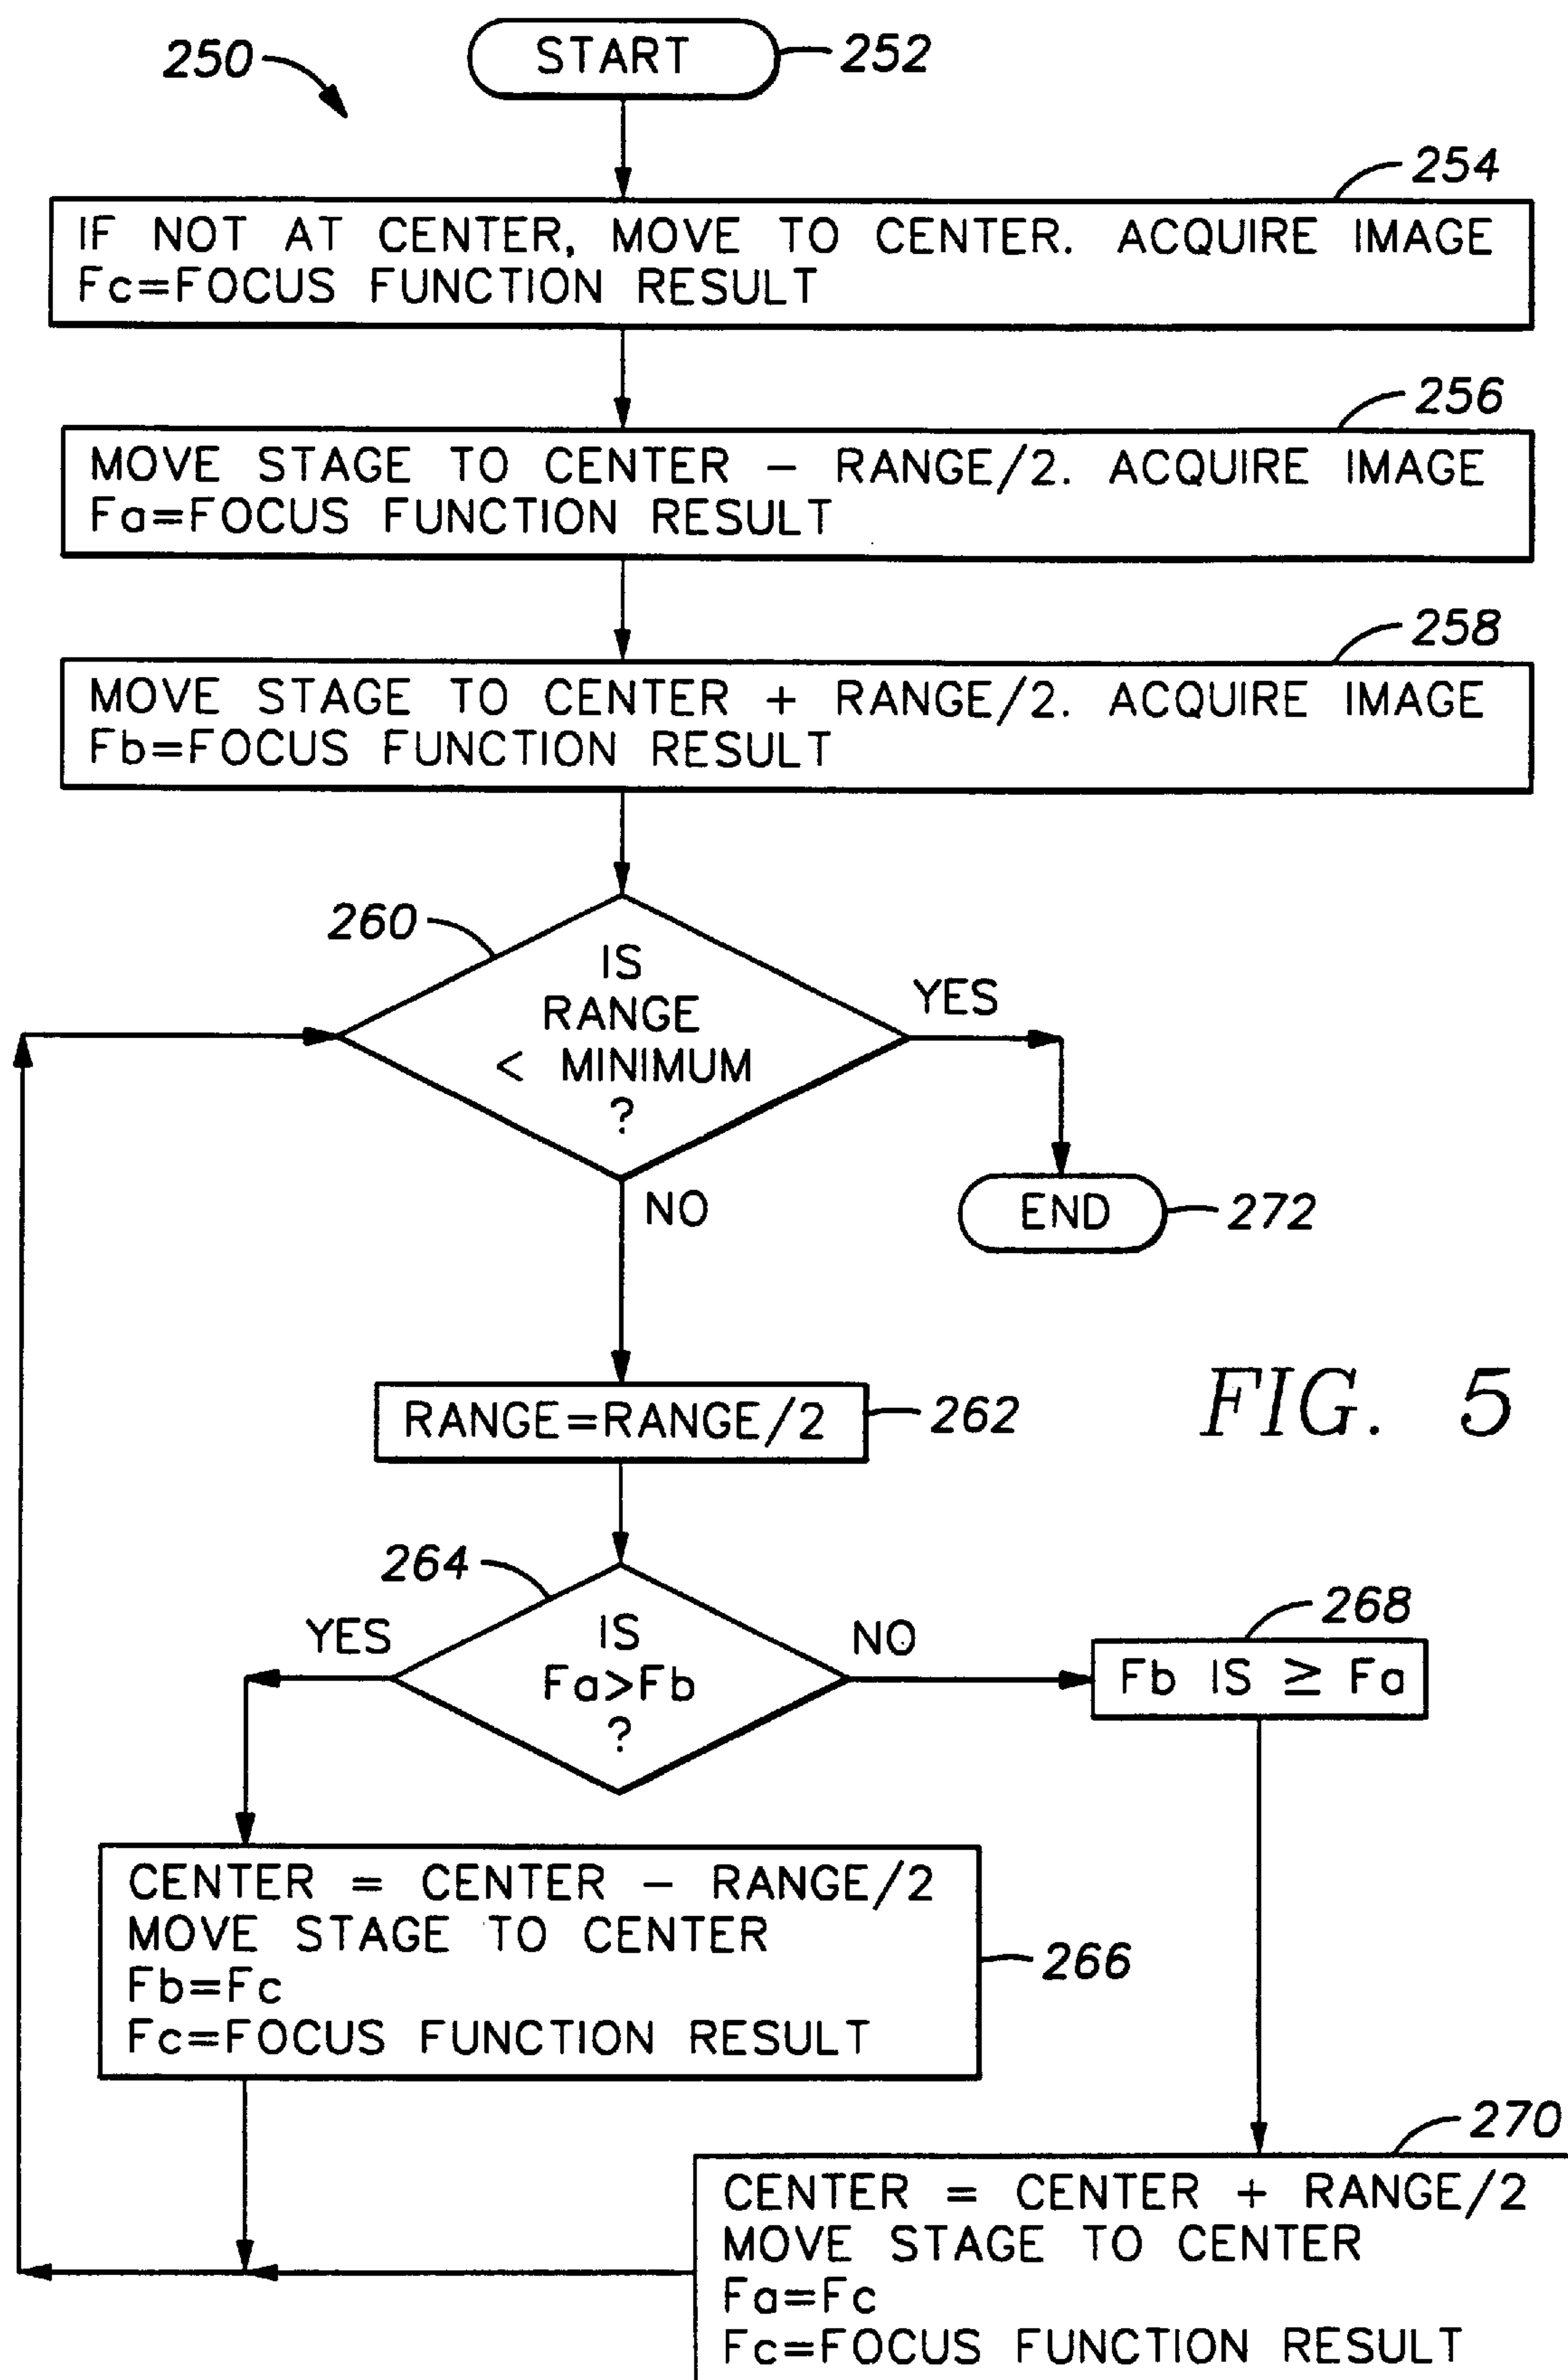 250
START
252
254
IF NOT AT CENTER, MOVE TO CENTER. ACQUIRE IMAGE
Fc=FOCUS FUNCTION RESULT
256
MOVE STAGE TO CENTER - RANGE/2. ACQUIRE IMAGE
Fa=FOCUS FUNCTION RESULT
258
MOVE STAGE TO CENTER + RANGE/2. ACQUIRE IMAGE
Fb=FOCUS FUNCTION RESULT
260
IS
RANGE
< MINIMUM
?
YES
NO
END
272
RANGE=RANGE/2
262
FIG. 5
264
IS
Fa>Fb
?
YES
NO
268
Fb IS ≥ Fa
CENTER = CENTER - RANGE/2
MOVE STAGE TO CENTER
Fb=Fc
Fc=FOCUS FUNCTION RESULT
266
270
CENTER = CENTER + RANGE/2
MOVE STAGE TO CENTER
Fa=Fc
Fc=FOCUS FUNCTION RESULT